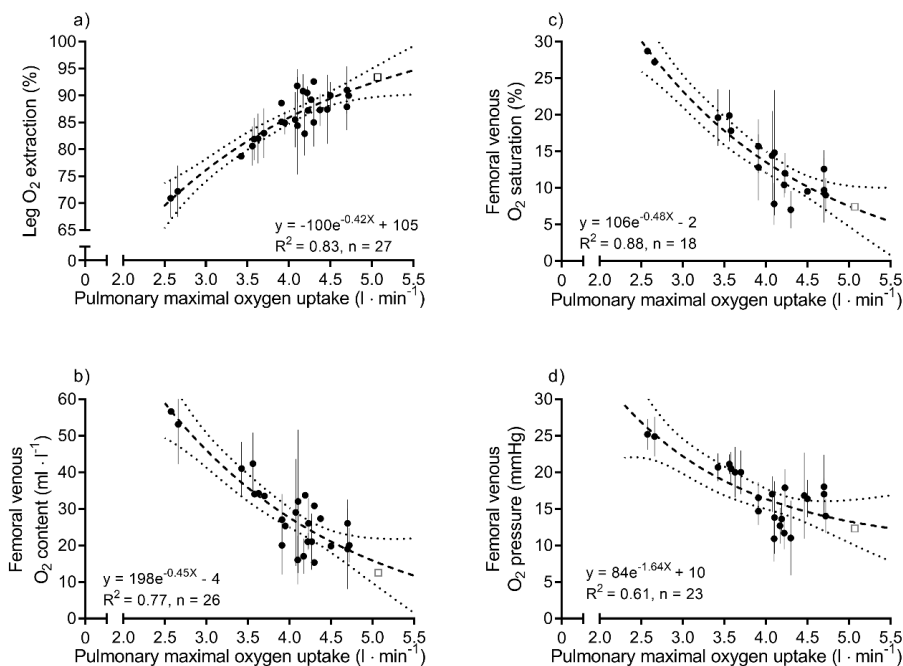 a)
Leg O₂ extraction (%)
100
95
90
85
80
75
70
65
0
y = -100e⁻⁰·⁴²ˣ + 105
R² = 0.83, n = 27
0 2.0 2.5 3.0 3.5 4.0 4.5 5.0 5.5
Pulmonary maximal oxygen uptake (l · min⁻¹)
c)
Femoral venous
O₂ saturation (%)
30
25
20
15
10
5
0
y = 106e⁻⁰·⁴⁸ˣ - 2
R² = 0.88, n = 18
0 2.0 2.5 3.0 3.5 4.0 4.5 5.0 5.5
Pulmonary maximal oxygen uptake (l · min⁻¹)
b)
Femoral venous
O₂ content (ml · l⁻¹)
60
50
40
30
20
10
0
y = 198e⁻⁰·⁴⁵ˣ - 4
R² = 0.77, n = 26
0 2.0 2.5 3.0 3.5 4.0 4.5 5.0 5.5
Pulmonary maximal oxygen uptake (l · min⁻¹)
d)
Femoral venous
O₂ pressure (mmHg)
30
25
20
15
10
5
0
y = 84e⁻¹·⁶⁴ˣ + 10
R² = 0.61, n = 23
0 2.0 2.5 3.0 3.5 4.0 4.5 5.0 5.5
Pulmonary maximal oxygen uptake (l · min⁻¹)